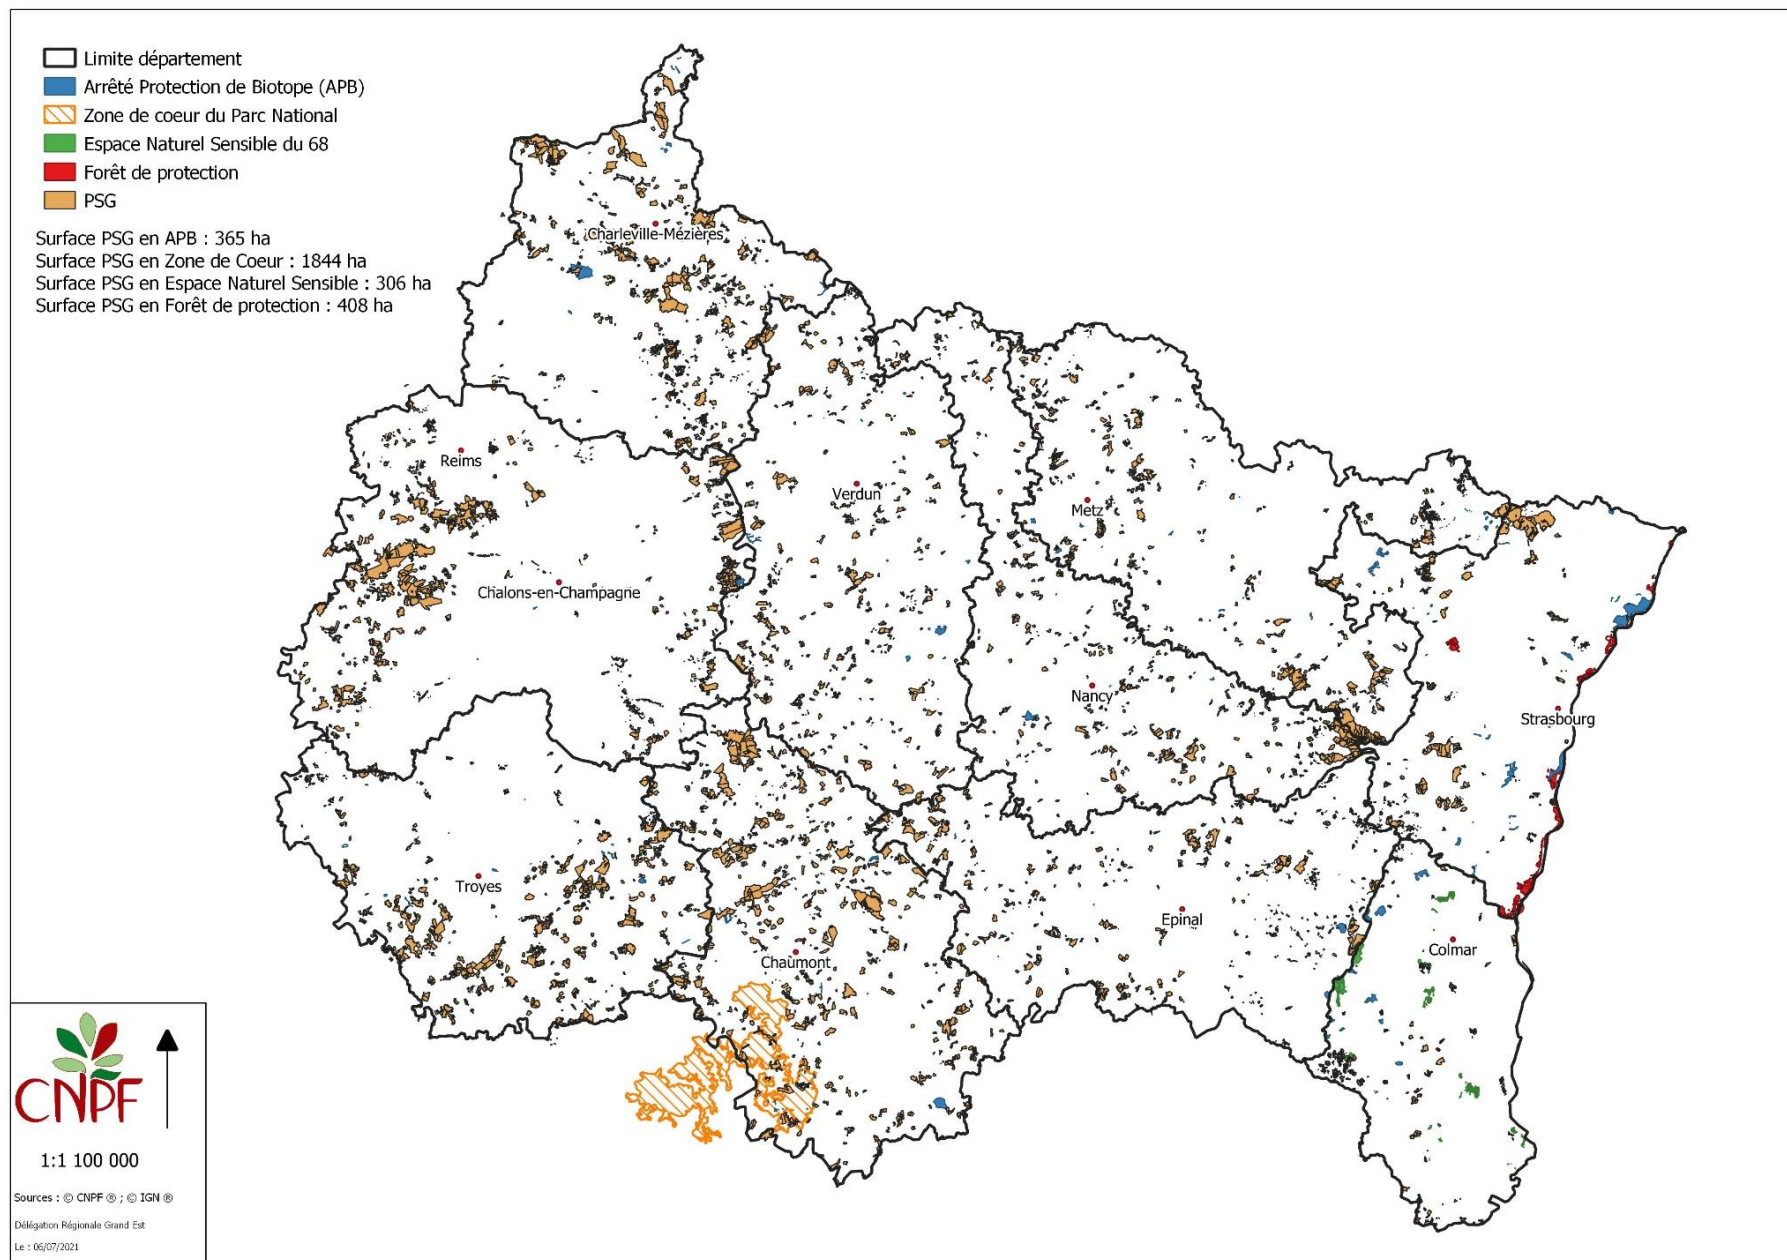 Limite département
Arrêté Protection de Biotope (APB)
Zone de coeur du Parc National
Espace Naturel Sensible du 68
Forêt de protection
PSG
Surface PSG en APB : 365 ha
Surface PSG en Zone de Coeur : 1844 ha
Surface PSG en Espace Naturel Sensible : 306 ha
Surface PSG en Forêt de protection : 408 ha
Charleville-Mézières
Reims
Verdun
Metz
Chalons-en-Champagne
Nancy
Strasbourg
Troyes
Epinal
Colmar
Chaumont
CNPF
1:1 100 000
Sources : © CNPF ® ; © IGN ®
Délégation Régionale Grand Est
Le : 06/07/2021